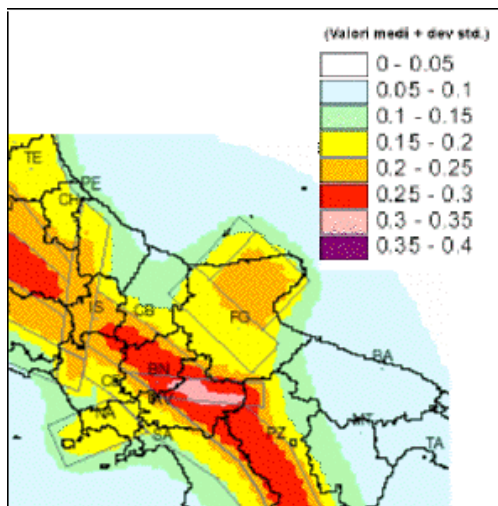 (Valori medi + dev std.)
0 - 0.05
0.05 - 0.1
0.1 - 0.15
0.15 - 0.2
0.2 - 0.25
0.25 - 0.3
0.3 - 0.35
0.35 - 0.4
TE
PE
CH
IS
CB
FG
BN
BA
CE
AV
NA
SA
PZ
MT
TA